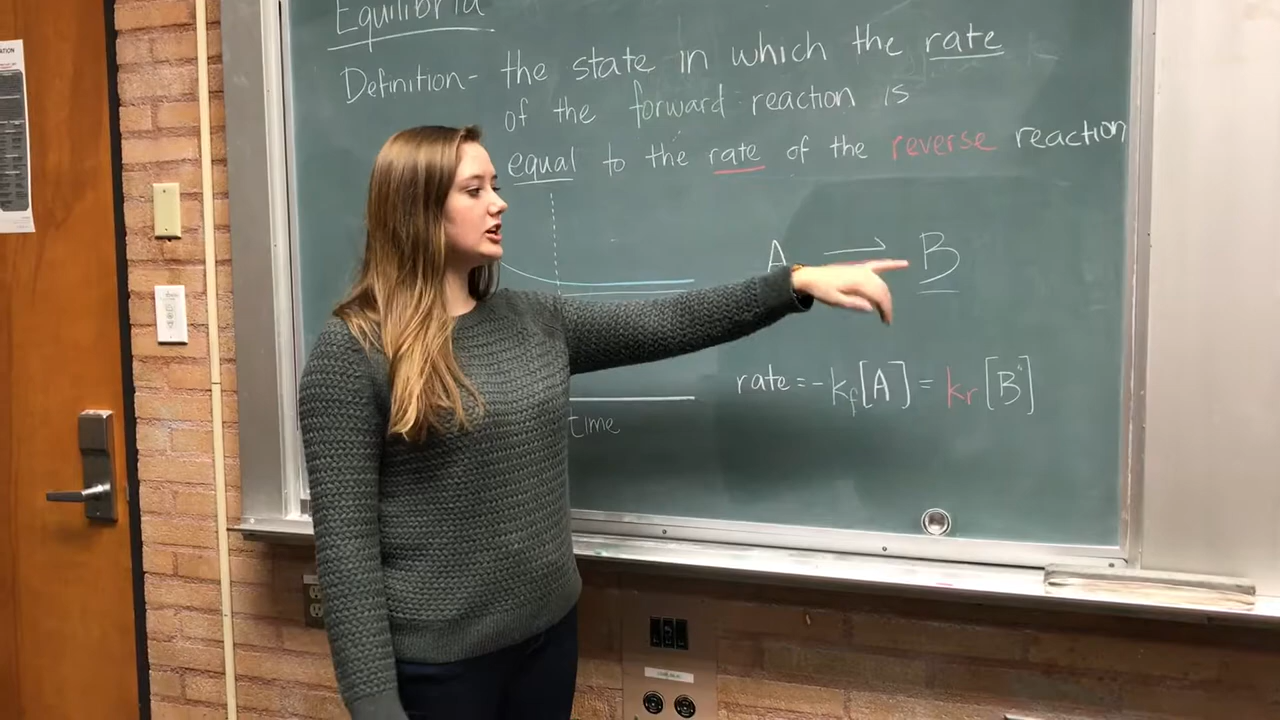 Equilibria
Definition- the state in which the rate
of the forward reaction is
equal to the rate of the reverse reaction
A B
rate=-kf[A] = kr[B]
time
ATION